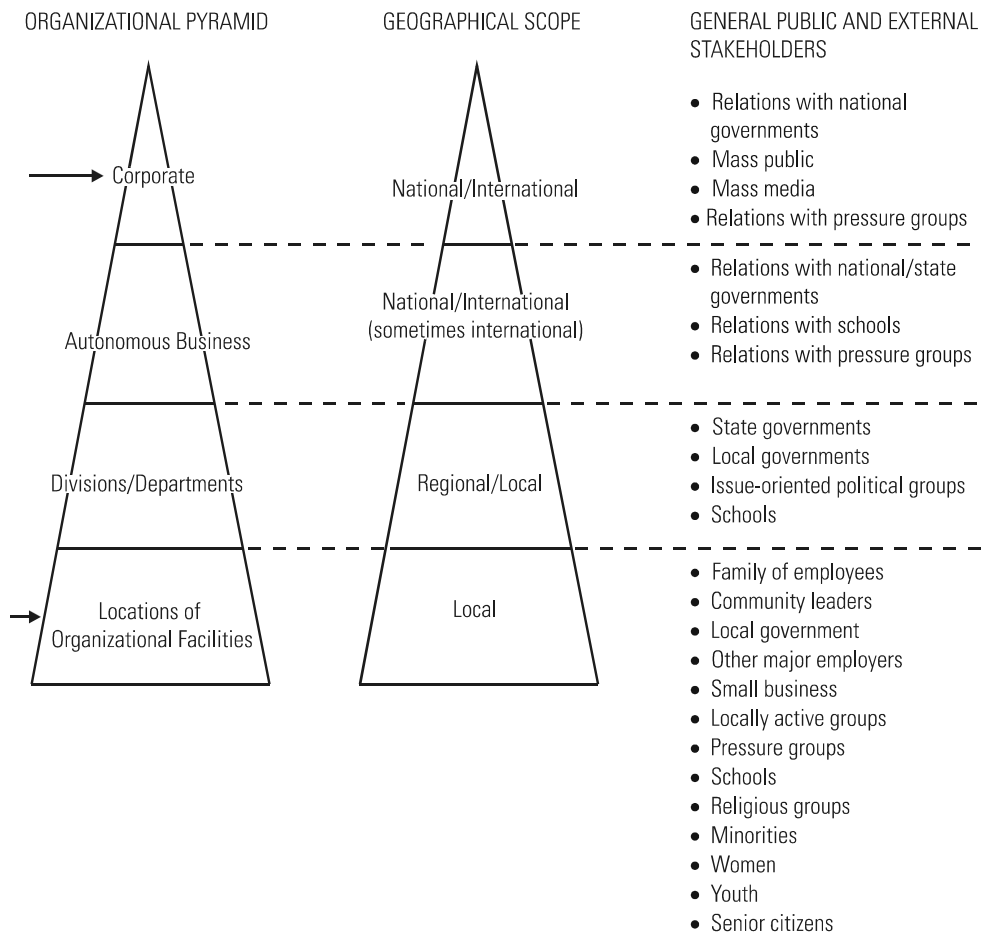 ORGANIZATIONAL PYRAMID
GEOGRAPHICAL SCOPE
GENERAL PUBLIC AND EXTERNAL
STAKEHOLDERS
Corporate
National/International
• Relations with national
governments
• Mass public
• Mass media
• Relations with pressure groups
Autonomous Business
National/International
(sometimes international)
• Relations with national/state
governments
• Relations with schools
• Relations with pressure groups
Divisions/Departments
Regional/Local
• State governments
• Local governments
• Issue-oriented political groups
• Schools
Locations of
Organizational Facilities
Local
• Family of employees
• Community leaders
• Local government
• Other major employers
• Small business
• Locally active groups
• Pressure groups
• Schools
• Religious groups
• Minorities
• Women
• Youth
• Senior citizens